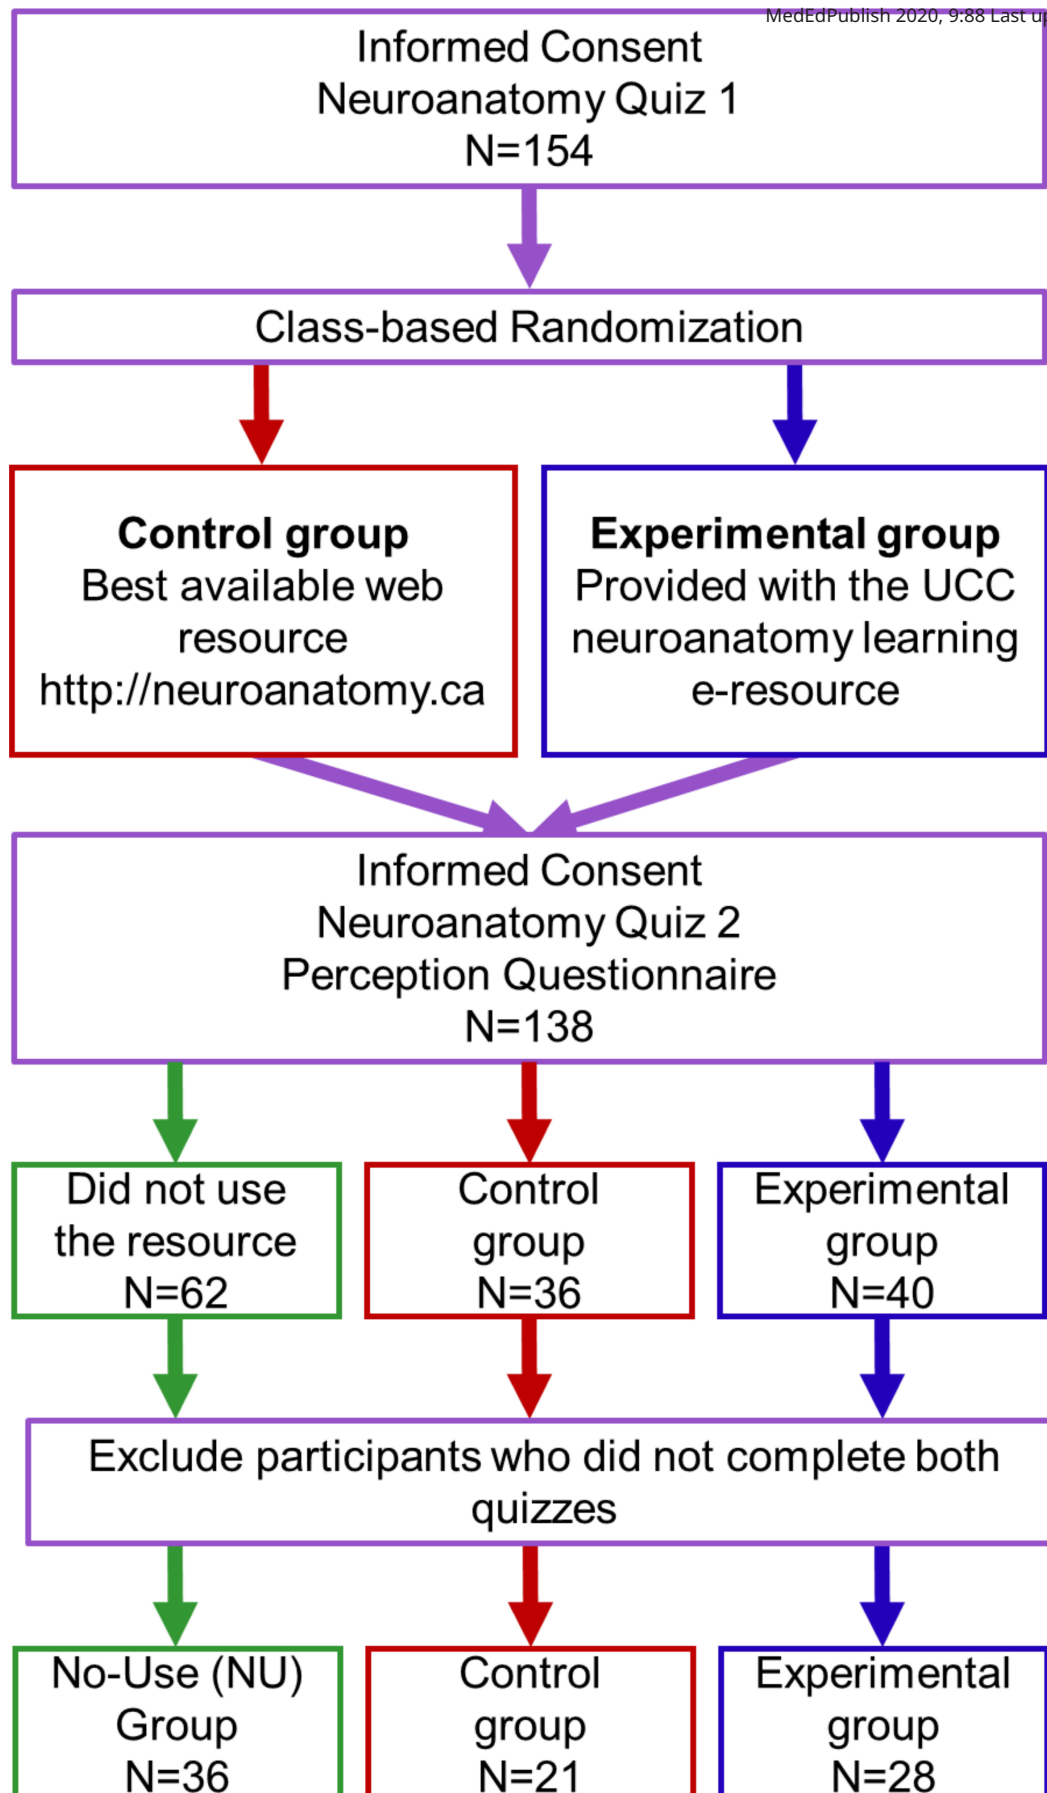 MedEdPublish 2020, 9:88 Last
Informed Consent
Neuroanatomy Quiz 1
N=154
Class-based Randomization
Control group
Best available web
resource
http://neuroanatomy.ca
Experimental group
Provided with the UCC
neuroanatomy learning
e-resource
Informed Consent
Neuroanatomy Quiz 2
Perception Questionnaire
N=138
Did not use
the resource
N=62
Control
group
N=36
Experimental
group
N=40
Exclude participants who did not complete both
quizzes
No-Use (NU)
Group
N=36
Control
group
N=21
Experimental
group
N=28